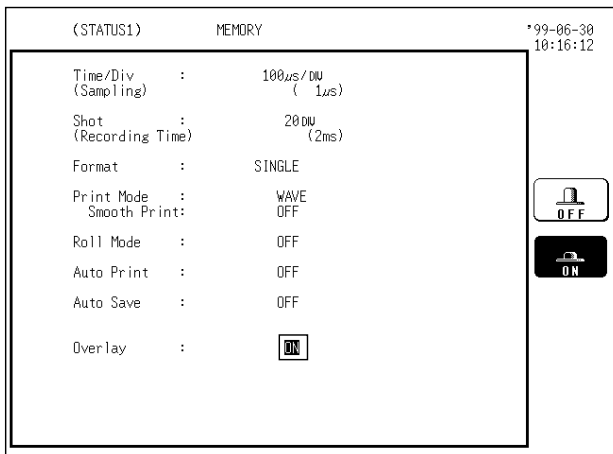 (STATUS1) MEMORY '99-06-30
10:16:12
Time/Div : 100μs/DIV
(Sampling) ( 1μs)
Shot : 20DIV
(Recording Time) (2ms)
Format : SINGLE
Print Mode : WAVE
Smooth Print: OFF
Roll Mode : OFF
Auto Print : OFF
Auto Save : OFF
Overlay : ON
OFF
ON